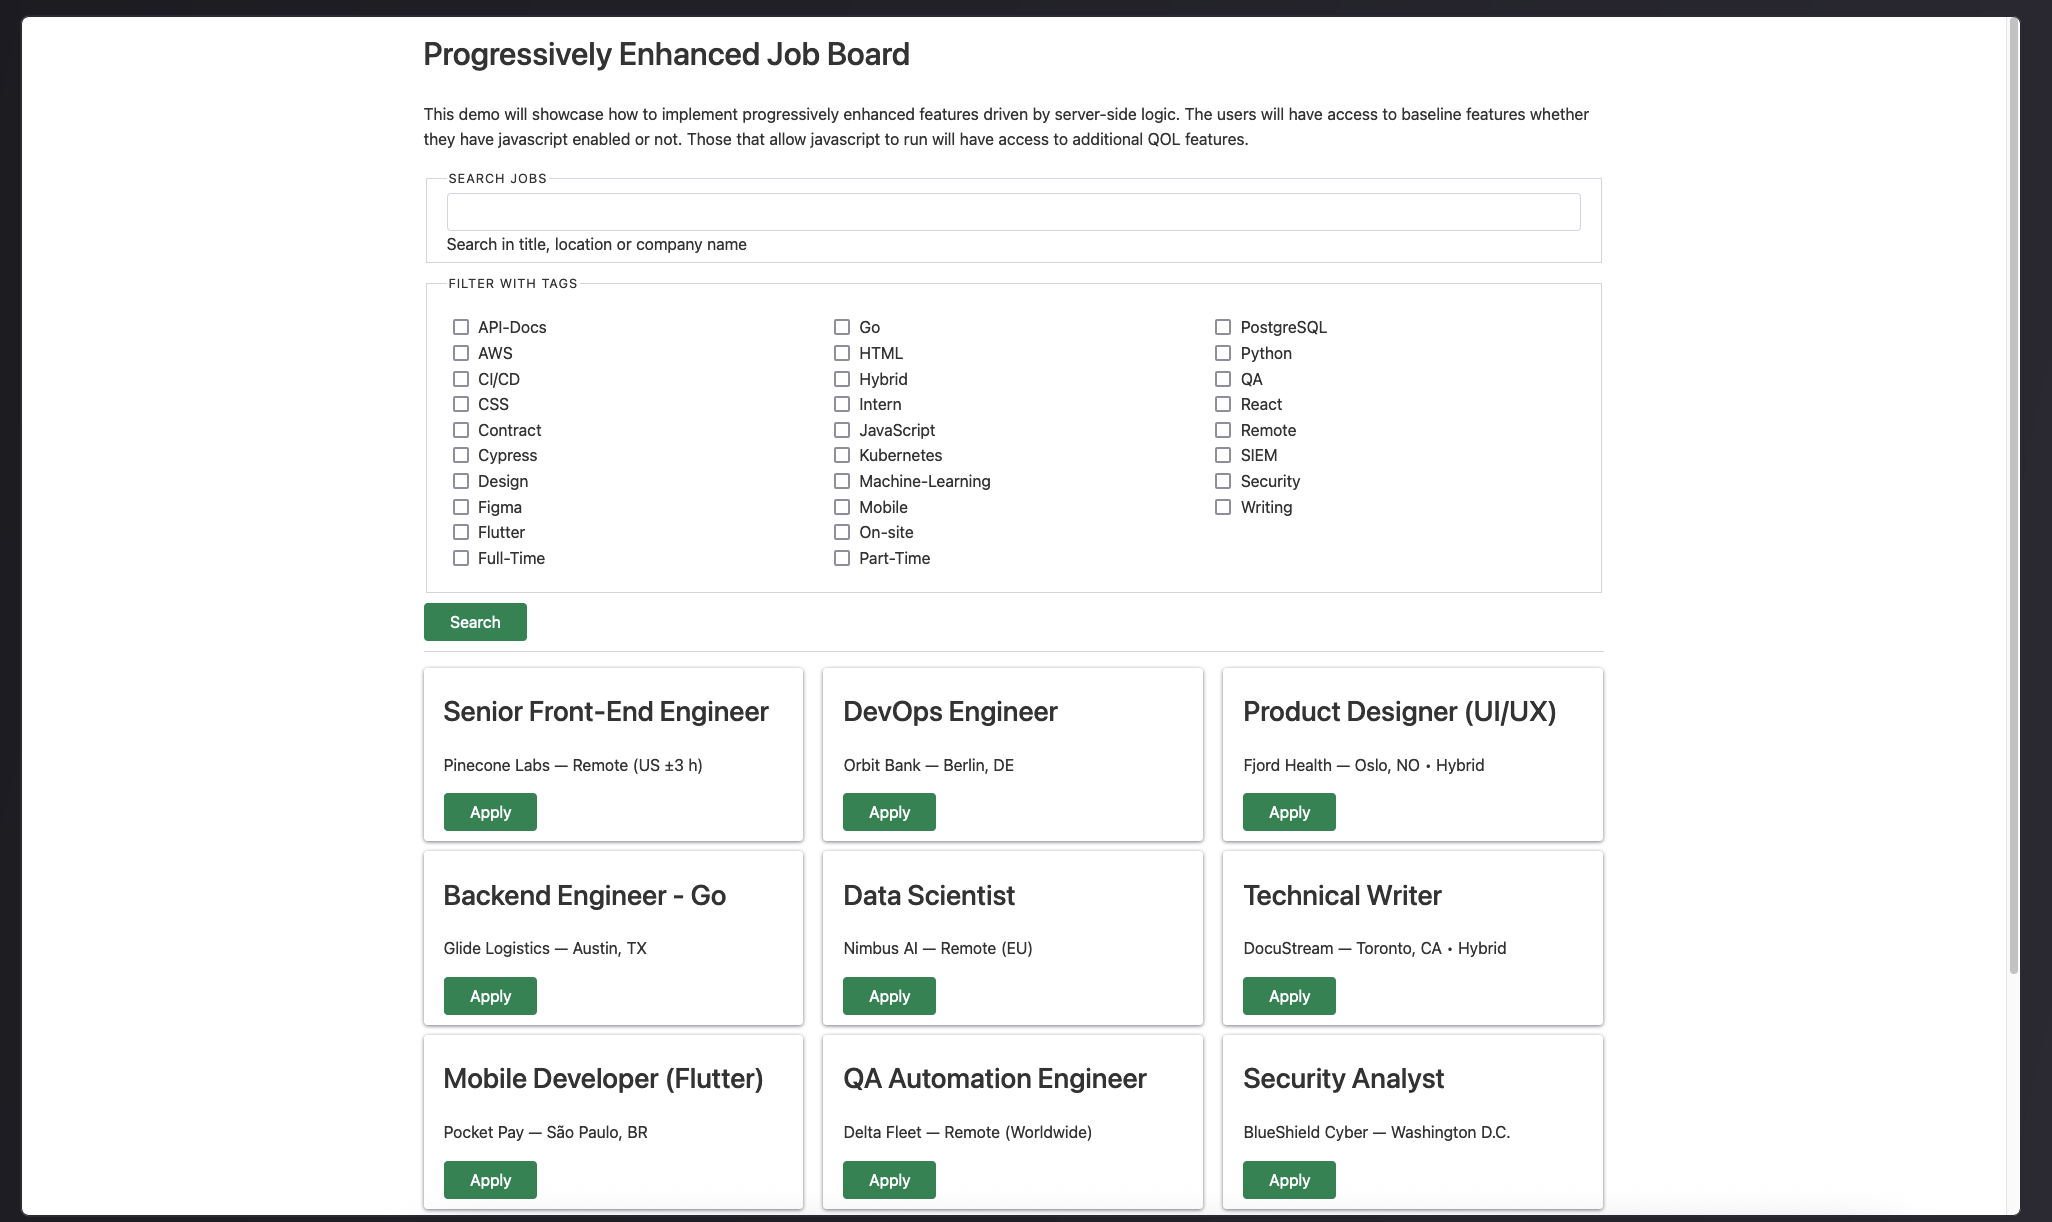 Progressively Enhanced Job Board
This demo will showcase how to implement progressively enhanced features driven by server-side logic. The users will have access to baseline features whether
they have javascript enabled or not. Those that allow javascript to run will have access to additional QOL features.
SEARCH JOBS
Search in title, location or company name
FILTER WITH TAGS
API-Docs
AWS
CI/CD
CSS
Contract
Cypress
Design
Figma
Flutter
Full-Time
Go
HTML
Hybrid
Intern
JavaScript
Kubernetes
Machine-Learning
Mobile
On-site
Part-Time
PostgreSQL
Python
QA
React
Remote
SIEM
Security
Writing
Search
Senior Front-End Engineer
Pinecone Labs — Remote (US ±3 h)
Apply
DevOps Engineer
Orbit Bank — Berlin, DE
Apply
Product Designer (UI/UX)
Fjord Health — Oslo, NO • Hybrid
Apply
Backend Engineer - Go
Glide Logistics — Austin, TX
Apply
Data Scientist
Nimbus AI — Remote (EU)
Apply
Technical Writer
DocuStream — Toronto, CA • Hybrid
Apply
Mobile Developer (Flutter)
Pocket Pay — São Paulo, BR
Apply
QA Automation Engineer
Delta Fleet — Remote (Worldwide)
Apply
Security Analyst
BlueShield Cyber — Washington D.C.
Apply